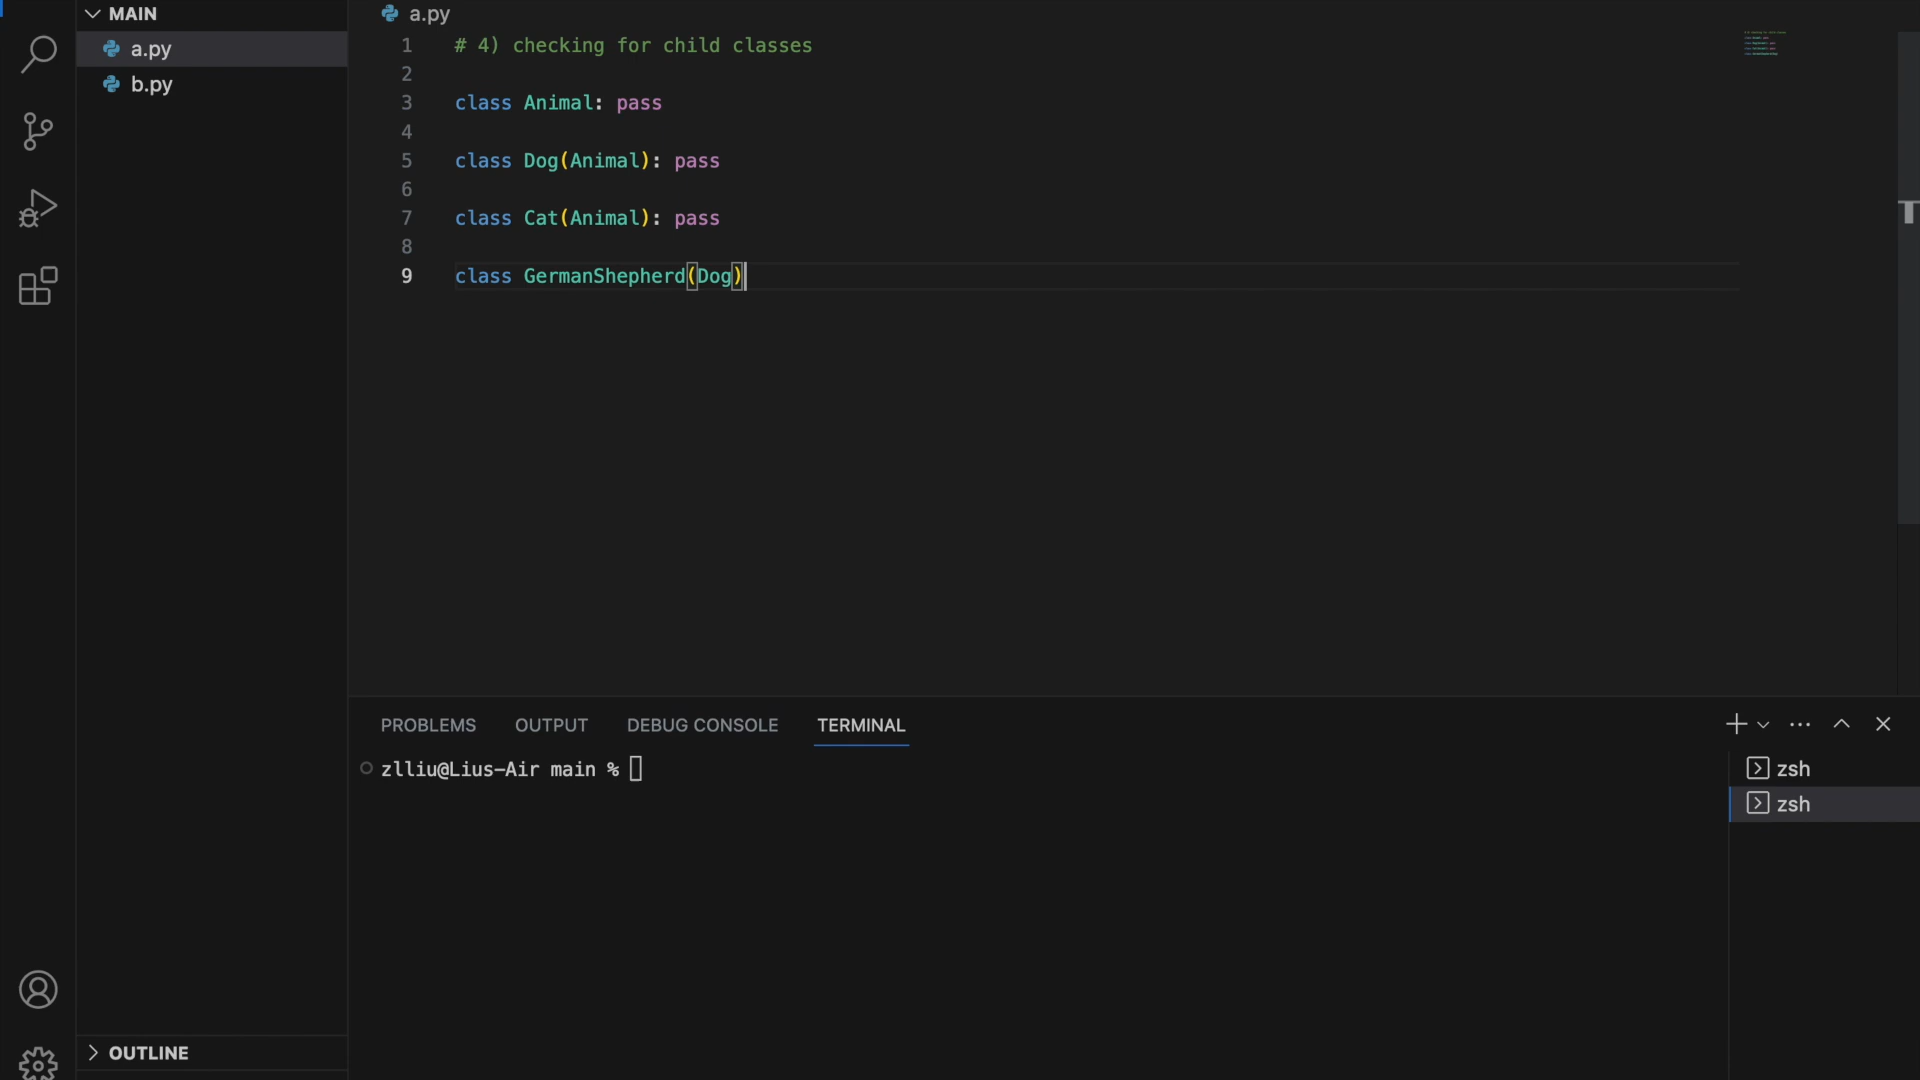 MAIN
a.py
b.py
OUTLINE
a.py
1 # 4) checking for child classes
2
3 class Animal: pass
4
5 class Dog(Animal): pass
6
7 class Cat(Animal): pass
8
9 class GermanShepherd(Dog)
PROBLEMS OUTPUT DEBUG CONSOLE TERMINAL
zlliu@Lius-Air main %
zsh
zsh